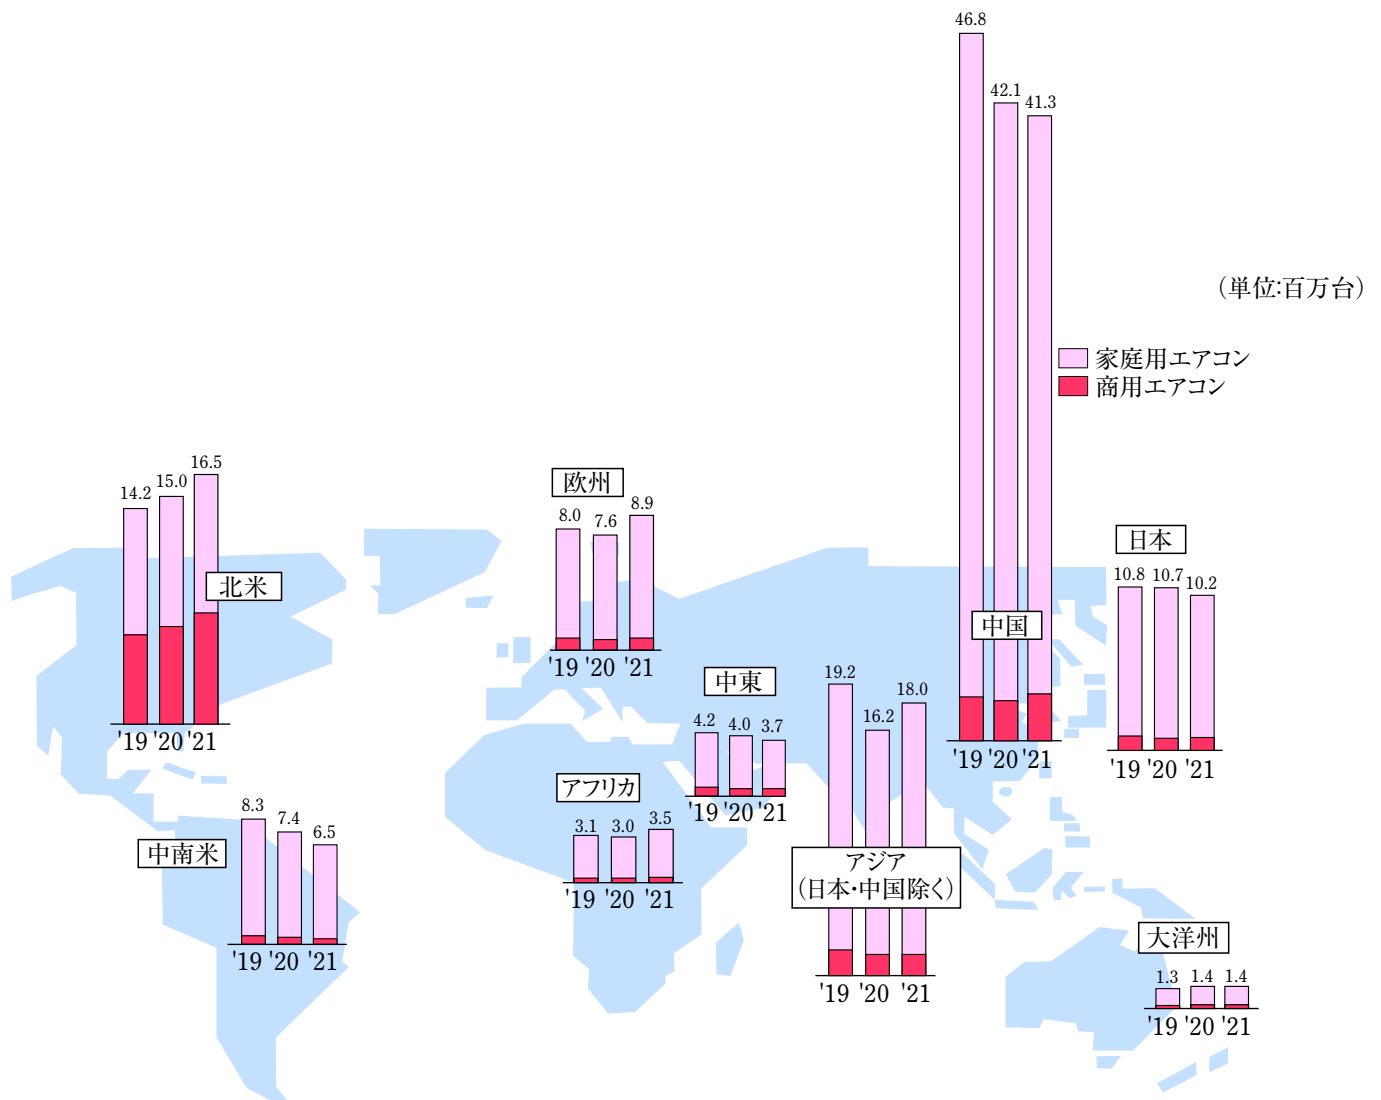 (単位:百万台)
家庭用エアコン
商用エアコン
北米
14.2 15.0 16.5
'19 '20 '21
中南米
8.3 7.4 6.5
'19 '20 '21
欧州
8.0 7.6 8.9
'19 '20 '21
アフリカ
3.1 3.0 3.5
'19 '20 '21
中東
4.2 4.0 3.7
'19 '20 '21
アジア
(日本・中国除く)
19.2 16.2 18.0
'19 '20 '21
中国
46.8 42.1 41.3
'19 '20 '21
日本
10.8 10.7 10.2
'19 '20 '21
大洋州
1.3 1.4 1.4
'19 '20 '21